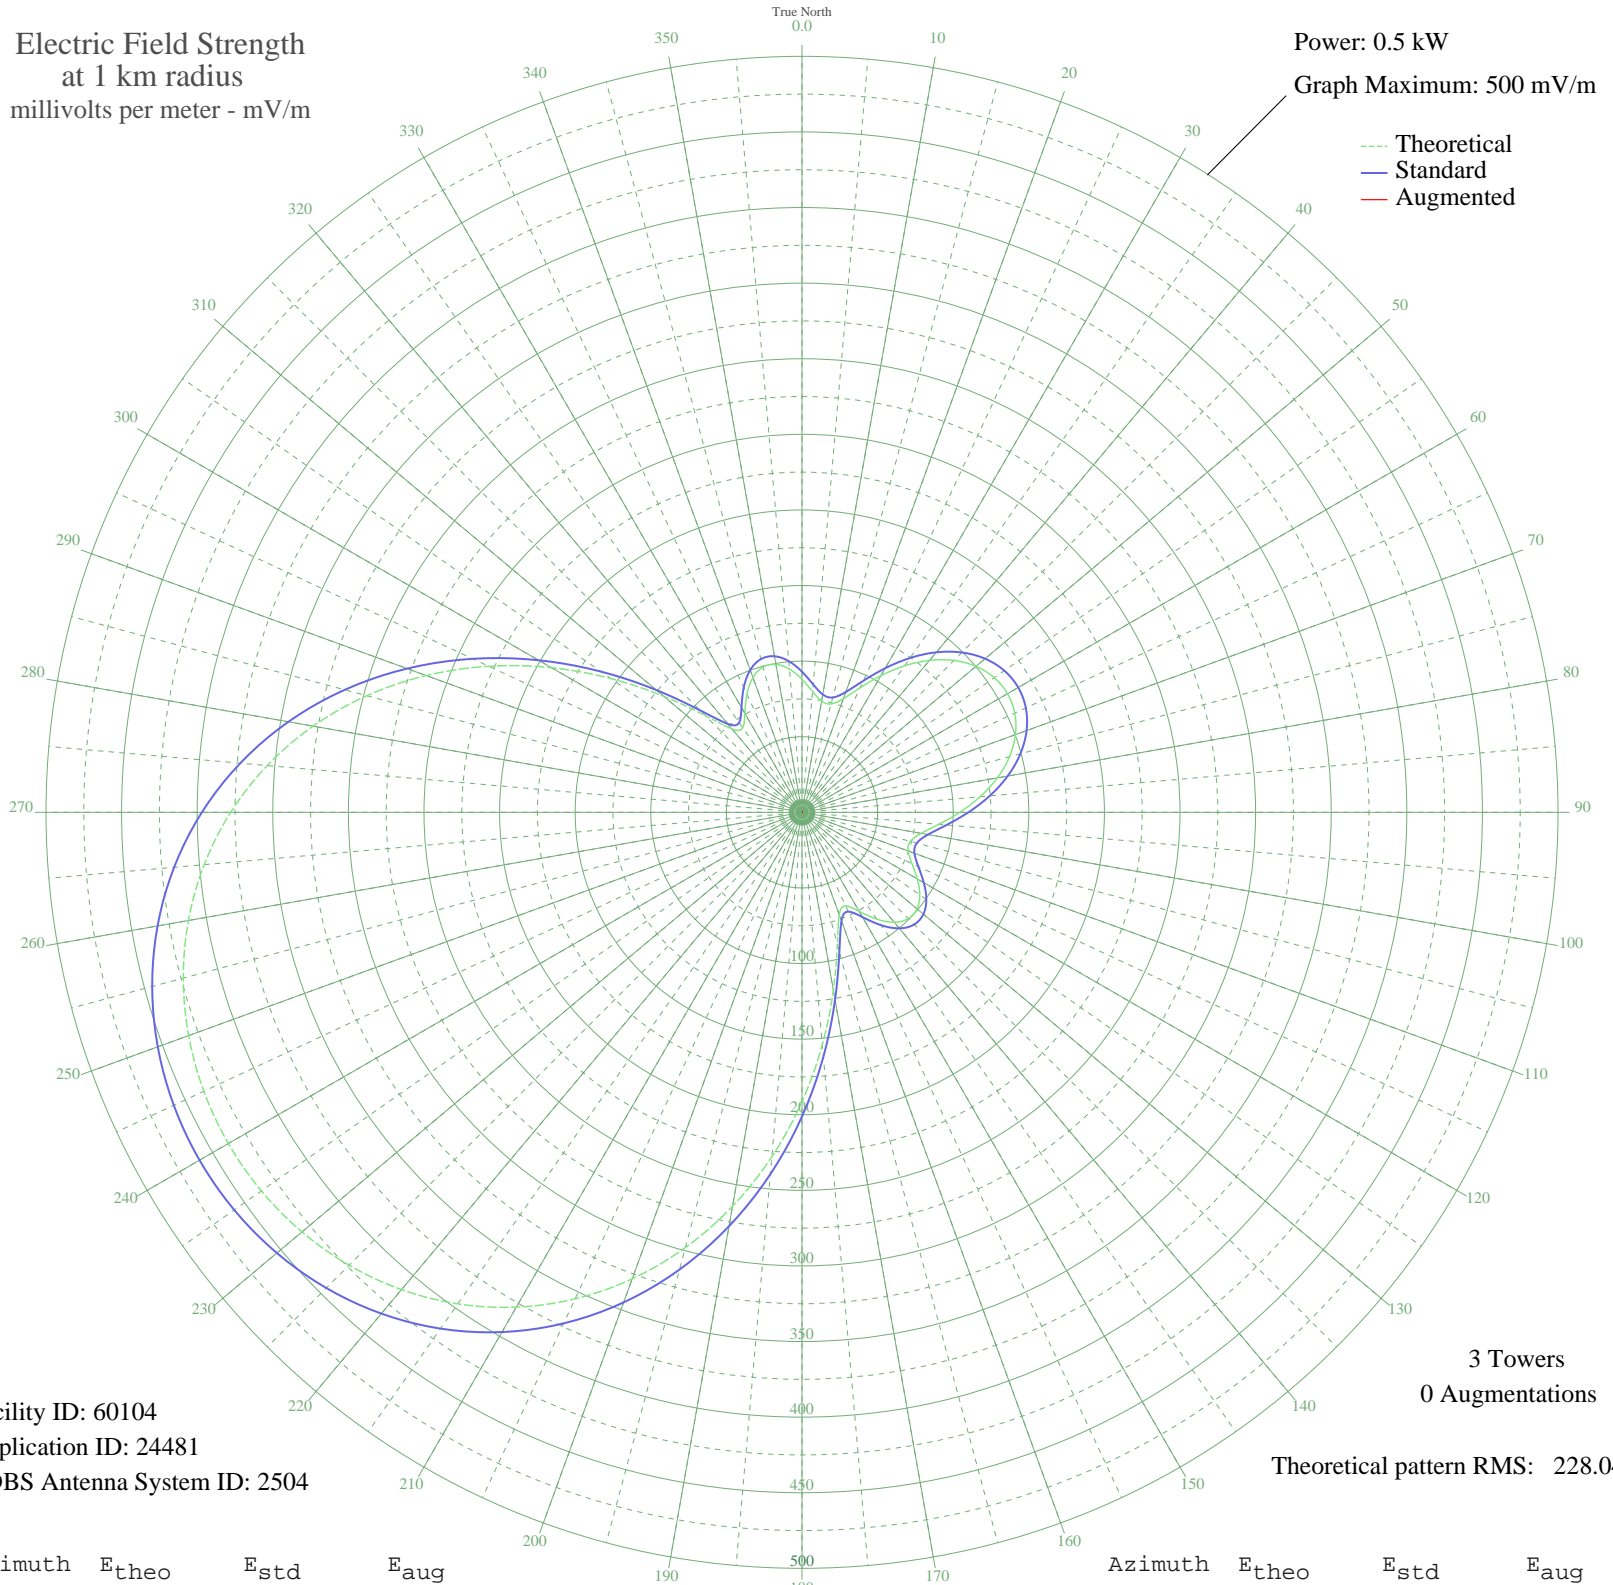 True North
0.0
Electric Field Strength
at 1 km radius
millivolts per meter - mV/m
Power: 0.5 kW
Graph Maximum: 500 mV/m
Theoretical
Standard
Augmented
10
20
30
40
50
60
70
80
90
100
110
120
130
140
150
160
170
190
200
210
220
230
240
250
260
270
280
290
300
310
320
330
340
350
100
150
200
250
300
350
400
450
500
3 Towers
0 Augmentations
Theoretical pattern RMS: 228.0
cility ID: 60104
plication ID: 24481
DBS Antenna System ID: 2504
imuth Etheo Estd Eaug Azimuth Etheo Estd Eaug